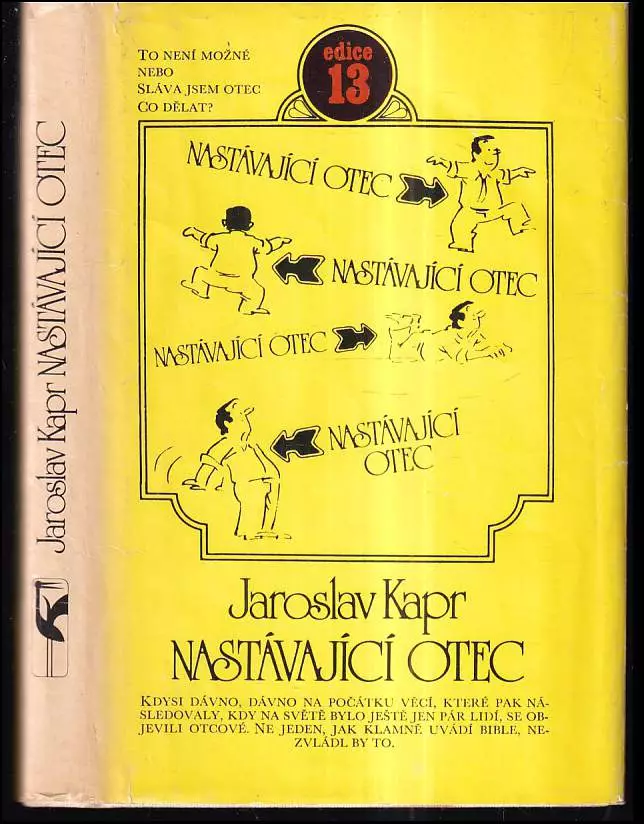 TO NENÍ MOŽNÉ
NEBO
SLÁVA JSEM OTEC
CO DĚLAT?
edice
13
NASTÁVAJÍCÍ OTEC
NASTÁVAJÍCÍ OTEC
NASTÁVAJÍCÍ OTEC
NASTÁVAJÍCÍ
OTEC
Jaroslav Kapr
NASTÁVAJÍCÍ OTEC
KDYSI DÁVNO, DÁVNO NA POČÁTKU VĚCÍ, KTERÉ PAK NÁ-
SLEDOVALY, KDY NA SVĚTĚ BYLO JEŠTĚ JEN PÁR LIDÍ, SE OB-
JEVILI OTCOVÉ. NE JEDEN, JAK KLAMNĚ UVÁDÍ BIBLE, NE-
ZVLÁDL BY TO.
Jaroslav Kapr NASTÁVAJÍCÍ OTEC